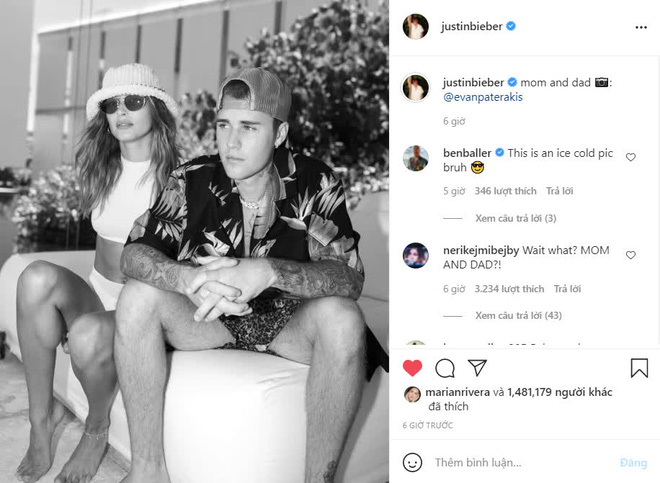 justinbieber
justinbieber mom and dad 📷:
@evanpaterakis
6 giờ
benballer This is an ice cold pic
bruh 😎
5 giờ 346 lượt thích Trả lời
Xem câu trả lời (3)
nerikejmibejby Wait what? MOM
AND DAD?!
6 giờ 3.234 lượt thích Trả lời
Xem câu trả lời (43)
marianrivera và 1,481,179 người khác
đã thích
6 GIỜ TRƯỚC
Thêm bình luận...
Đăng